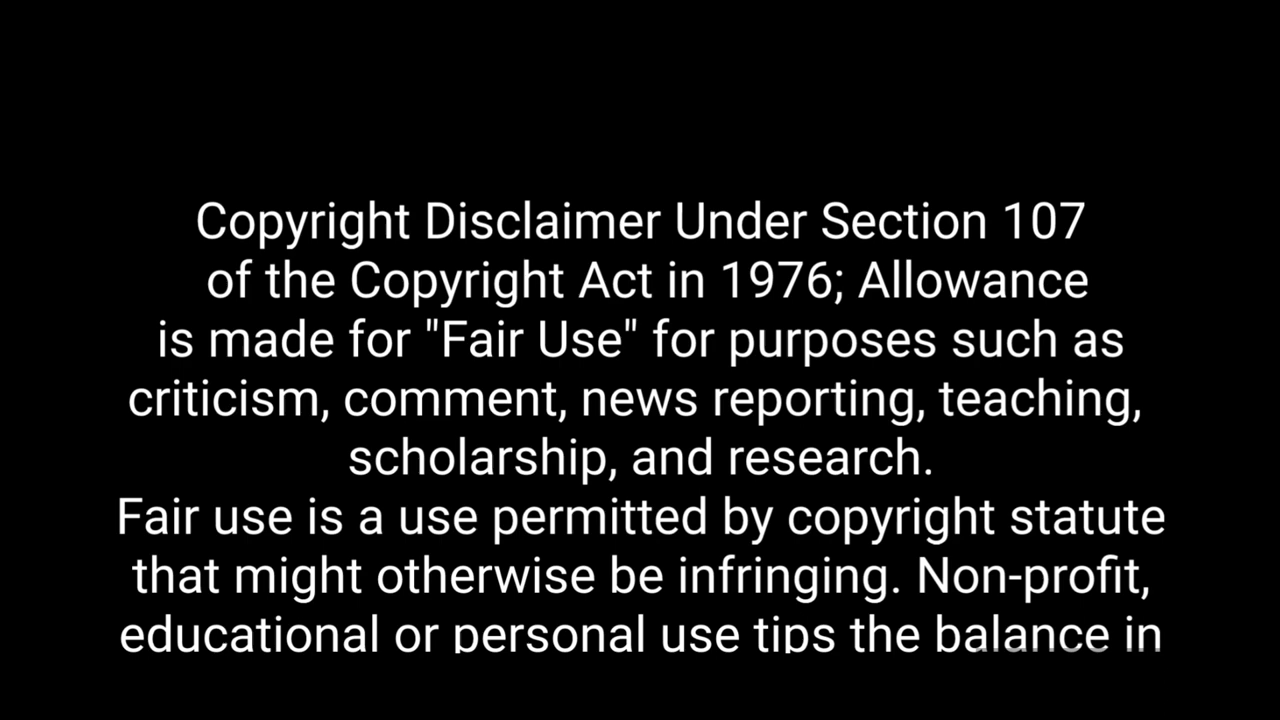 Copyright Disclaimer Under Section 107
of the Copyright Act in 1976; Allowance
is made for "Fair Use" for purposes such as
criticism, comment, news reporting, teaching,
scholarship, and research.
Fair use is a use permitted by copyright statute
that might otherwise be infringing. Non-profit,
educational or personal use tips the balance in